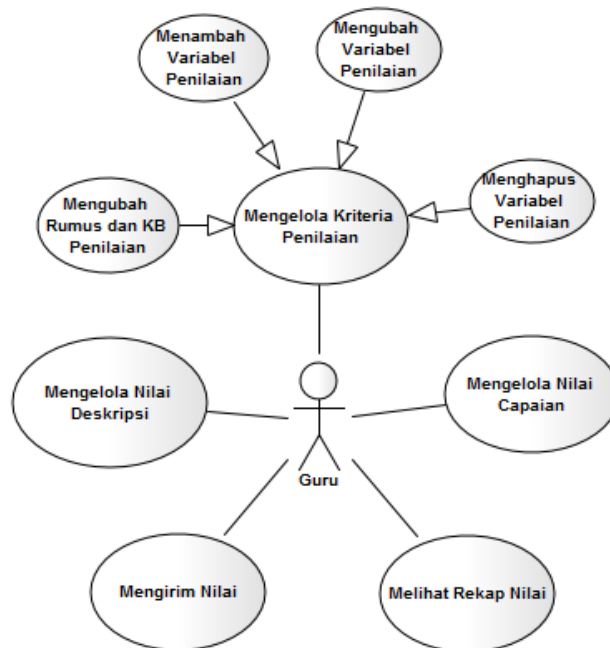 Menambah
Variabel
Penilaian
Mengubah
Variabel
Penilaian
Mengubah
Rumus dan KB
Penilaian
Mengelola Kriteria
Penilaian
Menghapus
Variabel
Penilaian
Mengelola Nilai
Deskripsi
Mengelola Nilai
Capaian
Guru
Mengirim Nilai
Melihat Rekap Nilai